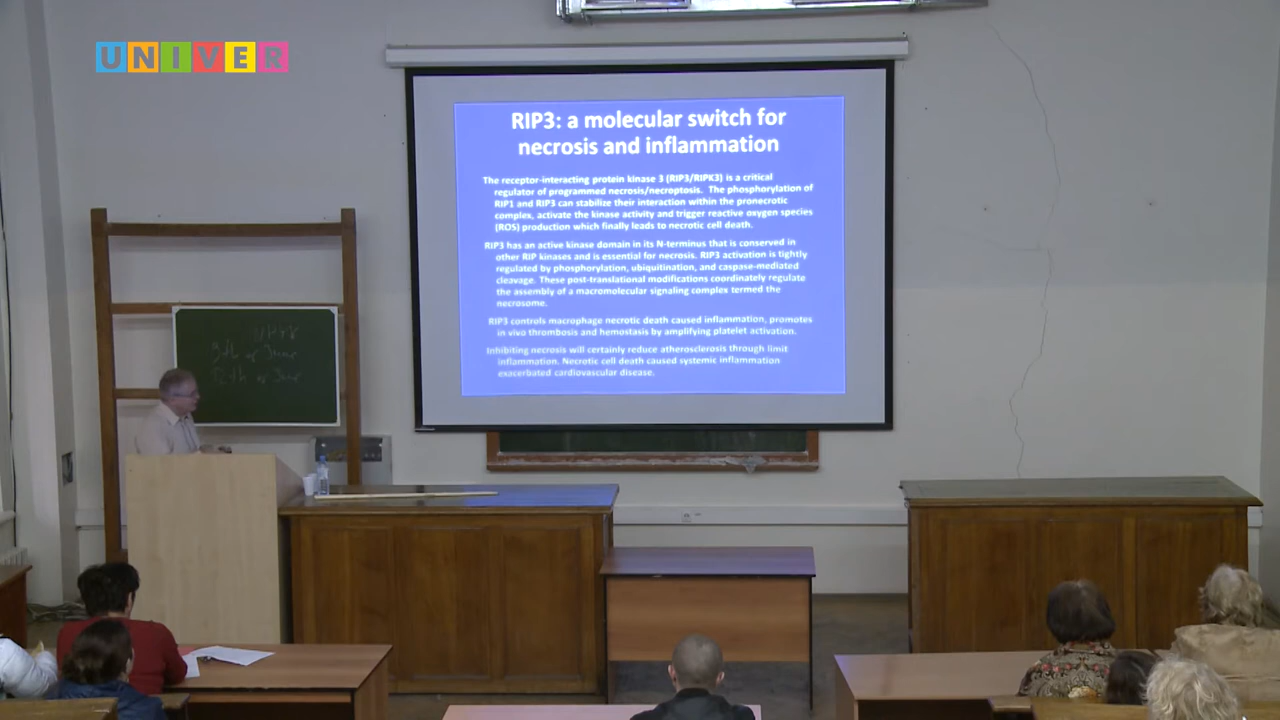 UNIVER
RIP3: a molecular switch for
necrosis and inflammation
The receptor-interacting protein kinase 3 (RIP3/RIPK3) is a critical
regulator of programmed necrosis/necroptosis. The phosphorylation of
RIP1 and RIP3 can stabilize their interaction within the pronecrotic
complex, activate the kinase activity and trigger reactive oxygen species
(ROS) production which finally leads to necrotic cell death.
RIP3 has an active kinase domain in its N-terminus that is conserved in
other RIP kinases and is essential for necrosis. RIP3 activation is tightly
regulated by phosphorylation, ubiquitination, and caspase-mediated
cleavage. These post-translational modifications coordinately regulate
the assembly of a macromolecular signaling complex termed the
necrosome.
RIP3 controls macrophage necrotic death caused inflammation, promotes
in vivo thrombosis and hemostasis by amplifying platelet activation.
Inhibiting necrosis will certainly reduce atherosclerosis through limit
inflammation. Necrotic cell death caused systemic inflammation
exacerbated cardiovascular disease.